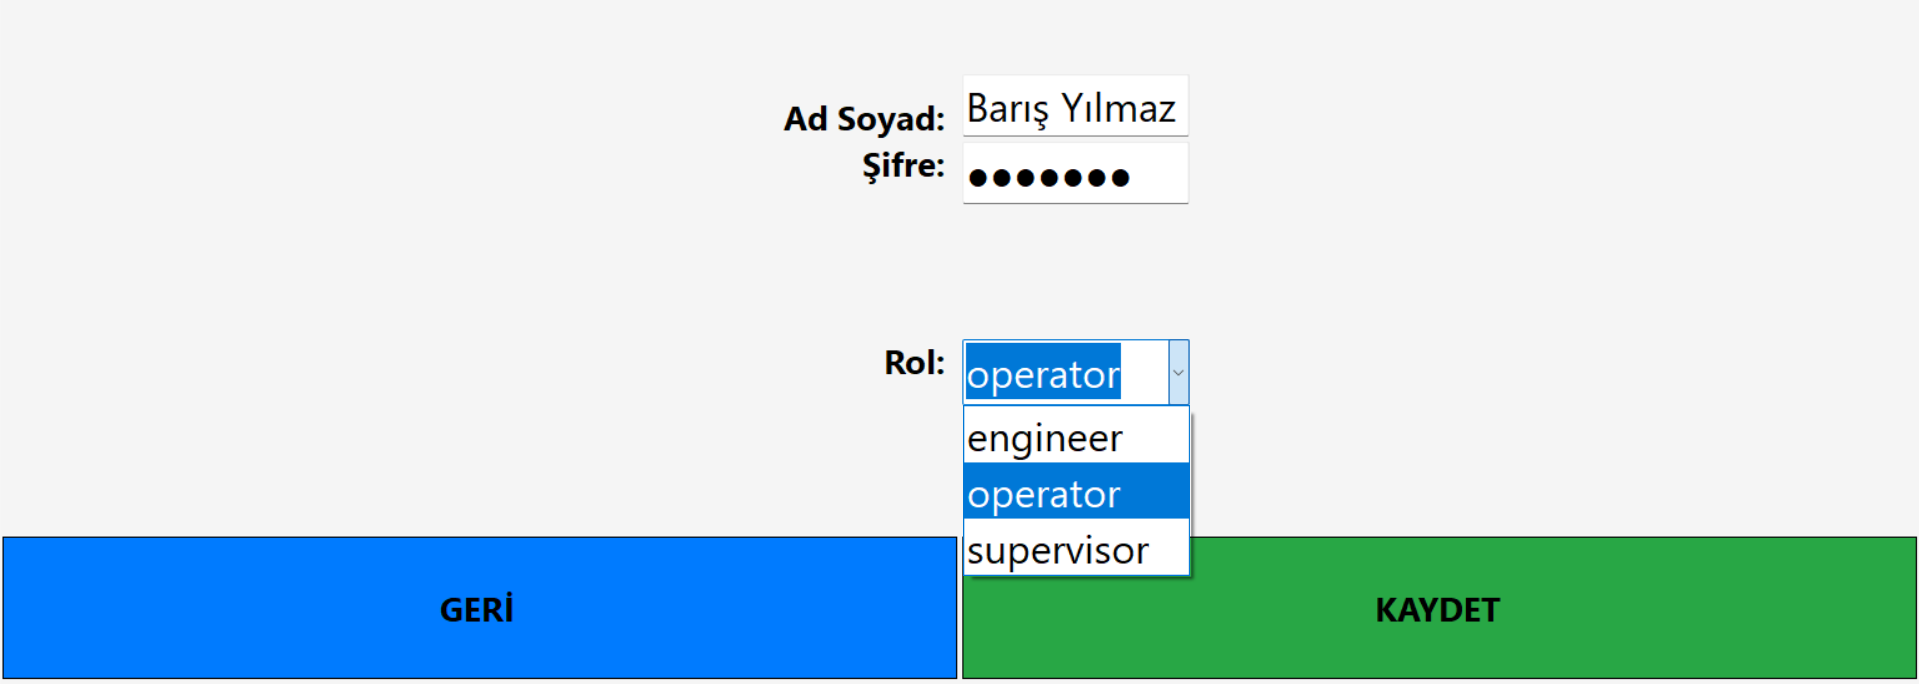 Ad Soyad: Barış Yılmaz
Şifre: ●●●●●●●
Rol: operator
engineer
operator
supervisor
GERİ KAYDET